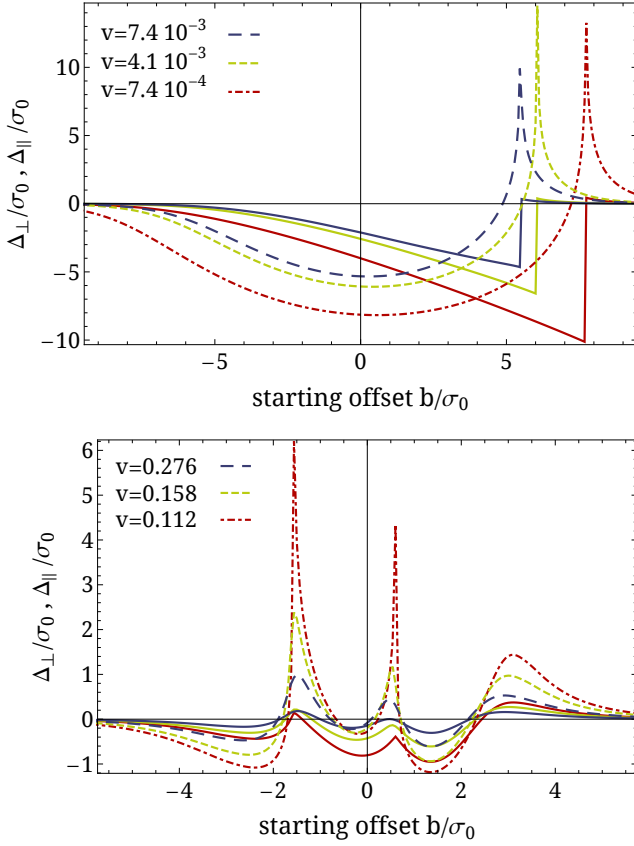 v=7.4 10⁻³
v=4.1 10⁻³
v=7.4 10⁻⁴
Δ⊥/σ₀ , Δ∥/σ₀
10
5
0
−5
−10
−5
0
5
starting offset b/σ₀
v=0.276
v=0.158
v=0.112
Δ⊥/σ₀ , Δ∥/σ₀
6
5
4
3
2
1
0
−1
−4
−2
0
2
4
starting offset b/σ₀